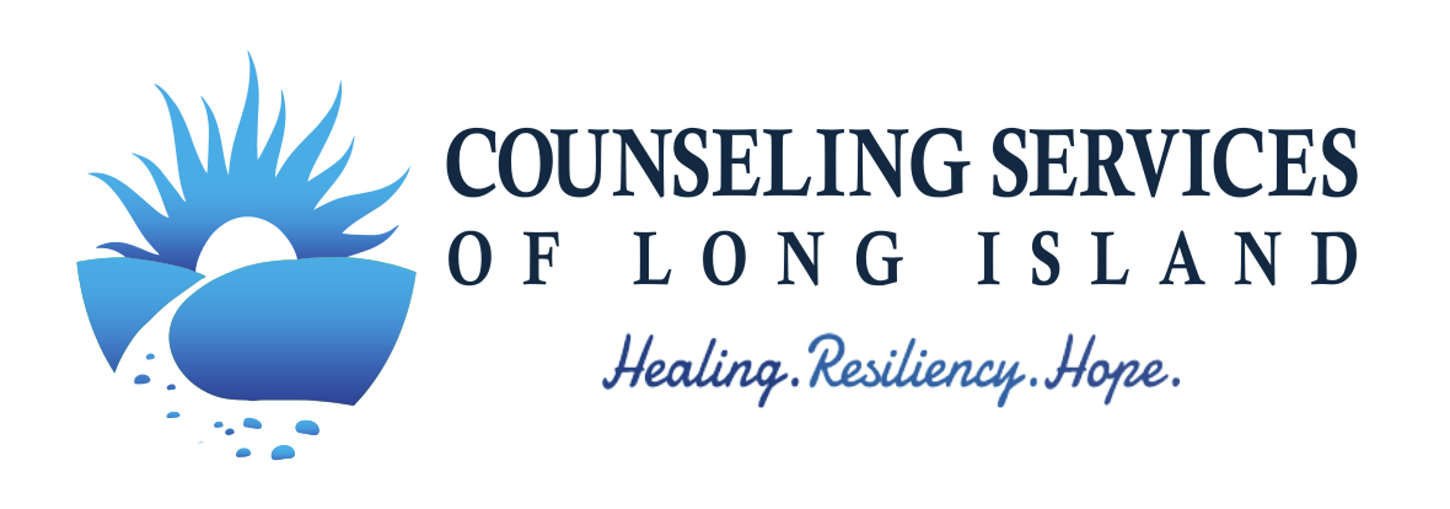 COUNSELING SERVICES
OF LONG ISLAND
Healing. Resiliency. Hope.